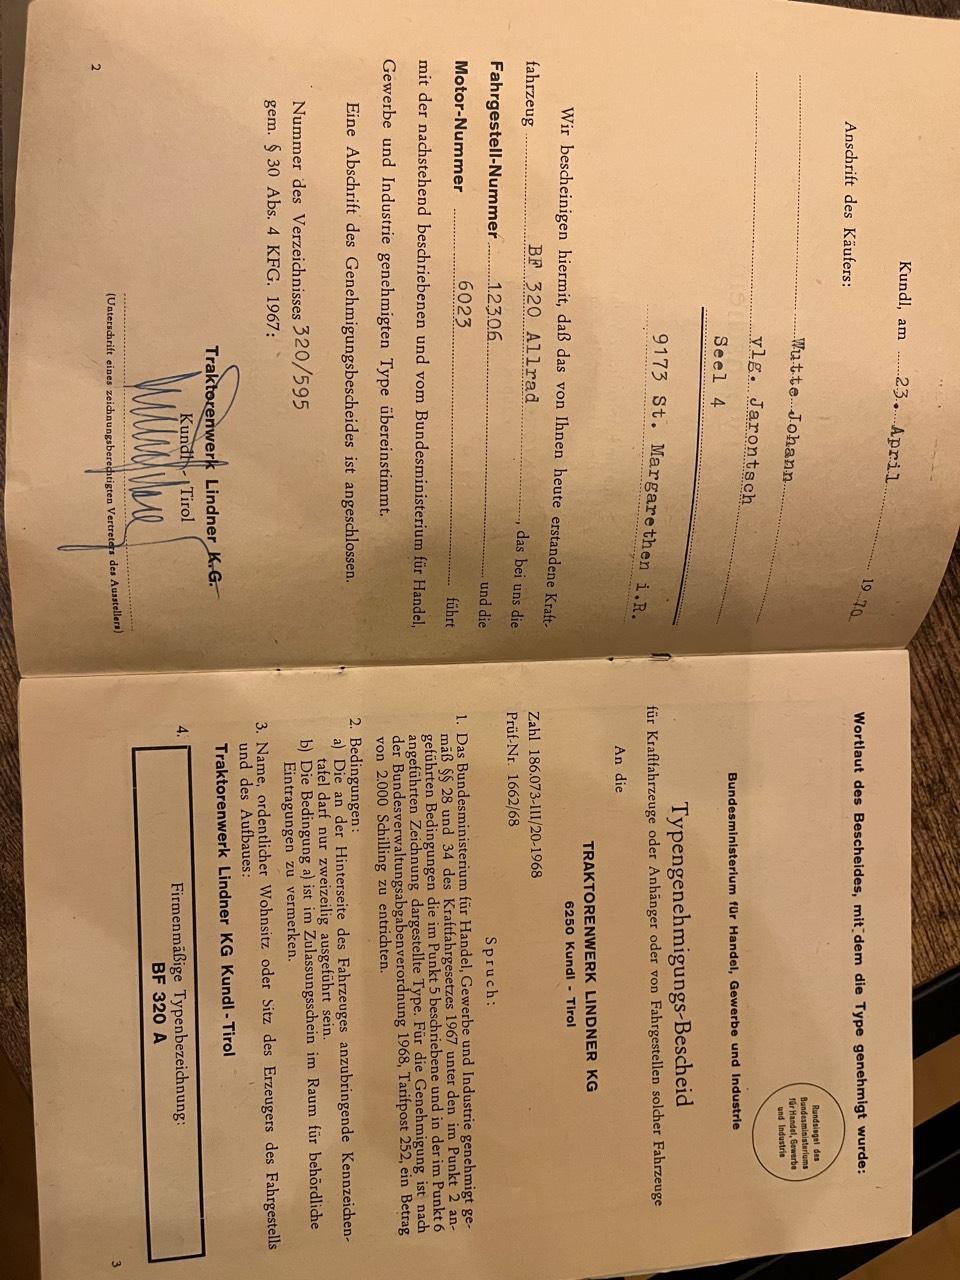 Kundl, am 23. April 19 70
Anschrift des Käufers:
Wutte Johann
vlg. Jarontsch
Seel 4
9173 St. Margarethen i.R.
Wir bescheinigen hiermit, daß das von Ihnen heute erstandene Kraft-
fahrzeug BF 320 Allrad, das bei uns die
Fahrgestell-Nummer 12306 und die
Motor-Nummer 6023 führt
mit der nachstehend beschriebenen und vom Bundesministerium für Handel,
Gewerbe und Industrie genehmigten Type übereinstimmt.
Eine Abschrift des Genehmigungsbescheides ist angeschlossen.
Nummer des Verzeichnisses 320/595
gem. § 30 Abs. 4 KFG. 1967:
Traktorenwerk Lindner K.G.
Kundl - Tirol
(Unterschrift eines zeichnungsberechtigten Vertreters des Ausstellers)
2
Wortlaut des Bescheides, mit dem die Type genehmigt wurde:
Rundsiegel des
Bundesministeriums
für Handel, Gewerbe
und Industrie
Bundesministerium für Handel, Gewerbe und Industrie
Typengenehmigungs-Bescheid
für Kraftfahrzeuge oder Anhänger oder von Fahrgestellen solcher Fahrzeuge
An die
TRAKTORENWERK LINDNER KG
6250 Kundl - Tirol
Zahl 186.073-III/20-1968
Prüf-Nr. 1662/68
Spruch:
1. Das Bundesministerium für Handel, Gewerbe und Industrie genehmigt ge-
mäß §§ 28 und 34 des Kraftfahrgesetzes 1967 unter den im Punkt 2 an-
geführten Bedingungen die im Punkt 5 beschriebene und in der im Punkt 6
angeführten Zeichnung dargestellte Type. Für die Genehmigung ist nach
der Bundesverwaltungsabgabenverordnung 1968, Tarifpost 252, ein Betrag
von 2.000 Schilling zu entrichten.
2. Bedingungen:
a) Die an der Hinterseite des Fahrzeuges anzubringende Kennzeichen-
tafel darf nur zweizeilig ausgeführt sein.
b) Die Bedingung a) ist im Zulassungsschein im Raum für behördliche
Eintragungen zu vermerken.
3. Name, ordentlicher Wohnsitz oder Sitz des Erzeugers des Fahrgestells
und des Aufbaues:
Traktorenwerk Lindner KG Kundl - Tirol
4.
Firmenmäßige Typenbezeichnung:
BF 320 A
3